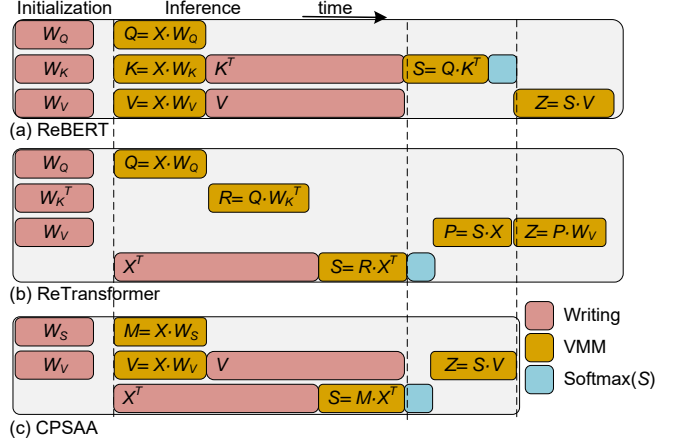 Initialization Inference time
W_Q Q= X·W_Q
W_K K= X·W_K K^T S= Q·K^T
W_V V= X·W_V V Z= S·V
(a) ReBERT
W_Q Q= X·W_Q
W_K^T R= Q·W_K^T
W_V P= S·X Z= P·W_V
X^T S= R·X^T
(b) ReTransformer
W_S M= X·W_S
W_V V= X·W_V V Z= S·V
X^T S= M·X^T
(c) CPSAA
Writing
VMM
Softmax(S)